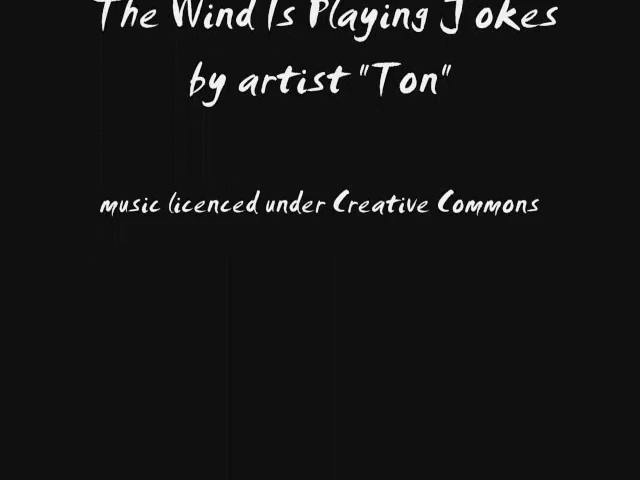 The Wind Is Playing Jokes
by artist "Ton"
music licenced under Creative Commons